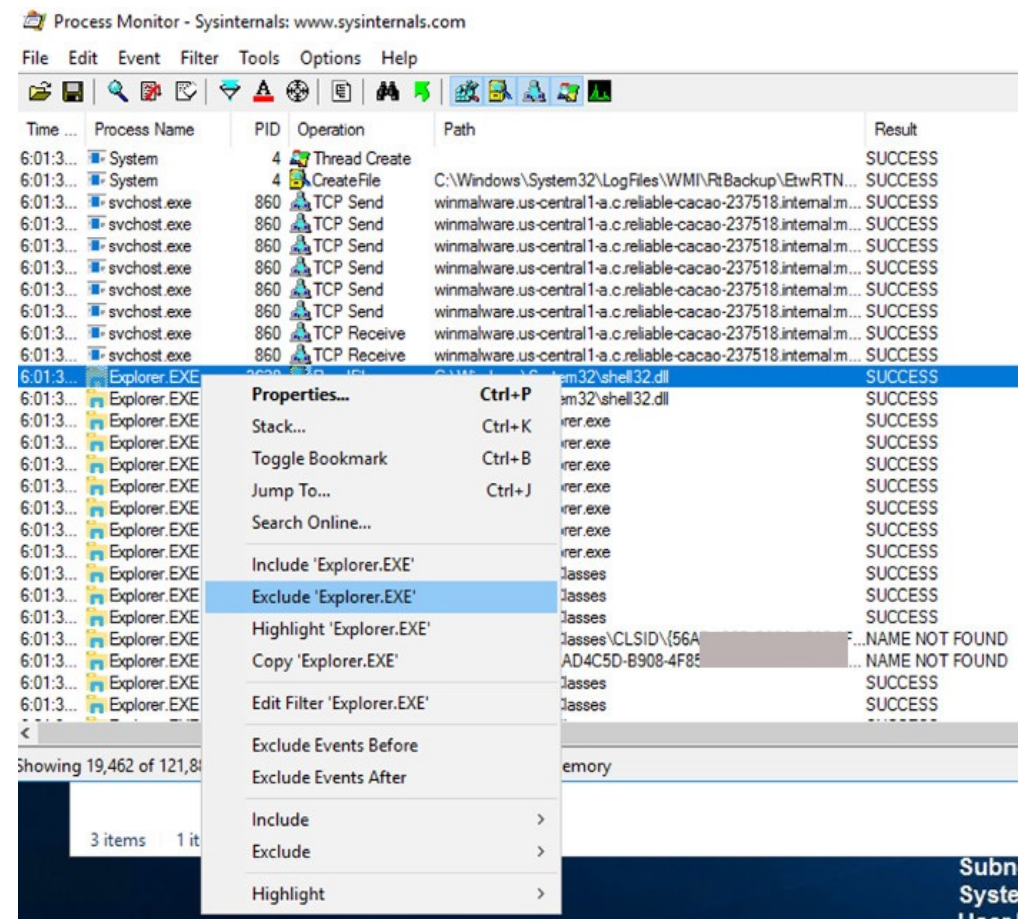 Process Monitor - Sysinternals: www.sysinternals.com
File Edit Event Filter Tools Options Help
Time ... Process Name PID Operation Path Result
6:01:3... System 4 Thread Create SUCCESS
6:01:3... System 4 CreateFile C:\Windows\System32\LogFiles\WMI\RtBackup\EtwRTN... SUCCESS
6:01:3... svchost.exe 860 TCP Send winmalware.us-central1-a.c.reliable-cacao-237518.internal:m... SUCCESS
6:01:3... svchost.exe 860 TCP Send winmalware.us-central1-a.c.reliable-cacao-237518.internal:m... SUCCESS
6:01:3... svchost.exe 860 TCP Send winmalware.us-central1-a.c.reliable-cacao-237518.internal:m... SUCCESS
6:01:3... svchost.exe 860 TCP Send winmalware.us-central1-a.c.reliable-cacao-237518.internal:m... SUCCESS
6:01:3... svchost.exe 860 TCP Send winmalware.us-central1-a.c.reliable-cacao-237518.internal:m... SUCCESS
6:01:3... svchost.exe 860 TCP Send winmalware.us-central1-a.c.reliable-cacao-237518.internal:m... SUCCESS
6:01:3... svchost.exe 860 TCP Receive winmalware.us-central1-a.c.reliable-cacao-237518.internal:m... SUCCESS
6:01:3... svchost.exe 860 TCP Receive winmalware.us-central1-a.c.reliable-cacao-237518.internal:m... SUCCESS
6:01:3... Explorer.EXE em32\shell32.dll SUCCESS
6:01:3... Explorer.EXE em32\shell32.dll SUCCESS
6:01:3... Explorer.EXE rer.exe SUCCESS
6:01:3... Explorer.EXE rer.exe SUCCESS
6:01:3... Explorer.EXE rer.exe SUCCESS
6:01:3... Explorer.EXE rer.exe SUCCESS
6:01:3... Explorer.EXE rer.exe SUCCESS
6:01:3... Explorer.EXE rer.exe SUCCESS
6:01:3... Explorer.EXE rer.exe SUCCESS
6:01:3... Explorer.EXE lasses SUCCESS
6:01:3... Explorer.EXE lasses SUCCESS
6:01:3... Explorer.EXE lasses SUCCESS
6:01:3... Explorer.EXE lasses\CLSID\{56A ... NAME NOT FOUND
6:01:3... Explorer.EXE AD4C5D-B908-4F85 ... NAME NOT FOUND
6:01:3... Explorer.EXE lasses SUCCESS
6:01:3... Explorer.EXE lasses SUCCESS
Properties... Ctrl+P
Stack... Ctrl+K
Toggle Bookmark Ctrl+B
Jump To... Ctrl+J
Search Online...
Include 'Explorer.EXE'
Exclude 'Explorer.EXE'
Highlight 'Explorer.EXE'
Copy 'Explorer.EXE'
Edit Filter 'Explorer.EXE'
Exclude Events Before
Exclude Events After
Include
Exclude
Highlight
Showing 19,462 of 121,88 emory
3 items 1 it
Subn
Syste